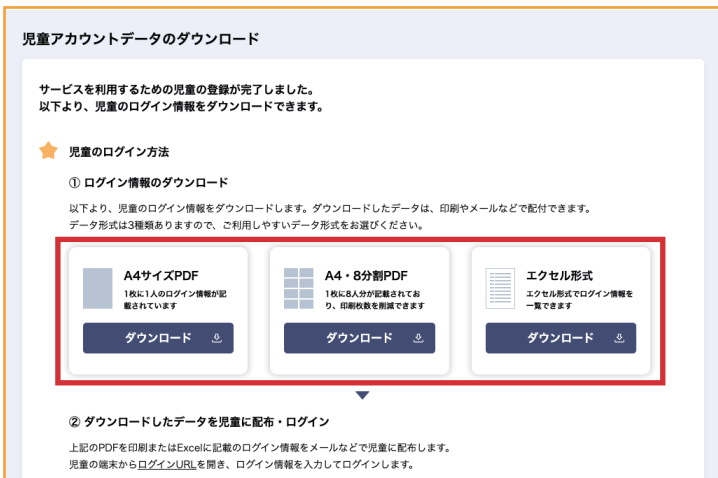 児童アカウントデータのダウンロード
サービスを利用するための児童の登録が完了しました。
以下より、児童のログイン情報をダウンロードできます。
児童のログイン方法
① ログイン情報のダウンロード
以下より、児童のログイン情報をダウンロードします。ダウンロードしたデータは、印刷やメールなどで配付できます。
データ形式は3種類ありますので、ご利用しやすいデータ形式をお選びください。
A4サイズPDF
1枚に1人のログイン情報が記
載されています
ダウンロード
A4・8分割PDF
1枚に8人分が記載されてお
り、印刷枚数を削減できます
ダウンロード
エクセル形式
エクセル形式でログイン情報を
一覧できます
ダウンロード
② ダウンロードしたデータを児童に配布・ログイン
上記のPDFを印刷またはExcelに記載のログイン情報をメールなどで児童に配布します。
児童の端末からログインURLを開き、ログイン情報を入力してログインします。